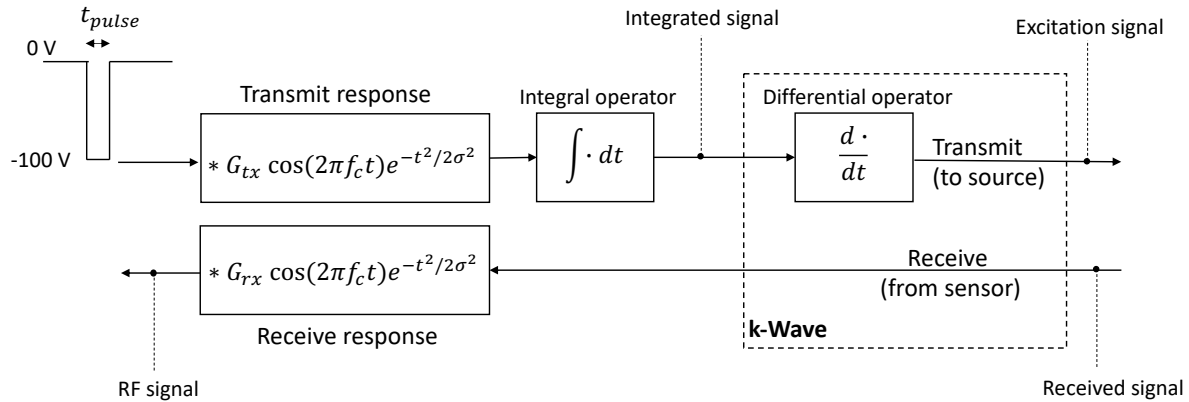 t_pulse
0 V
-100 V
Integrated signal
Excitation signal
Transmit response
Integral operator
Differential operator
∗ G_tx cos(2πf_c t)e^{−t²/2σ²}
∫ · dt
d ·
dt
Transmit
(to source)
∗ G_rx cos(2πf_c t)e^{−t²/2σ²}
Receive
(from sensor)
Receive response
k-Wave
RF signal
Received signal